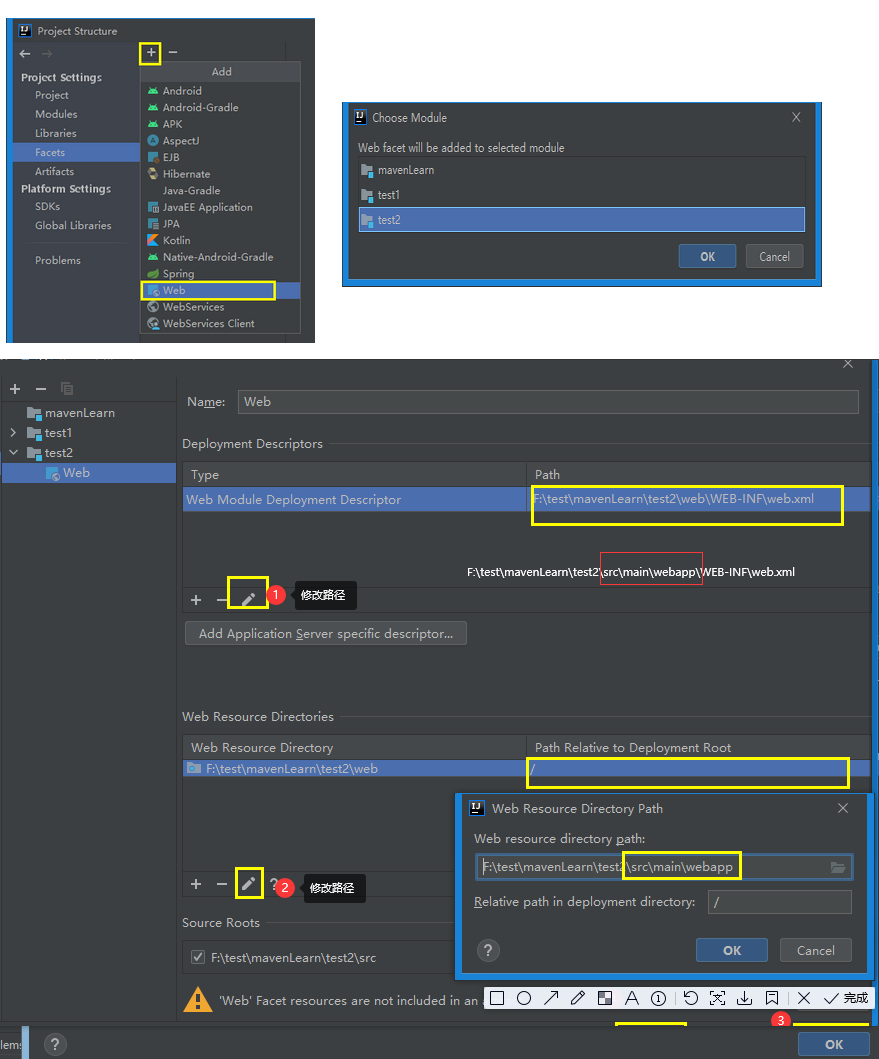 Project Structure
Project Settings
Project
Modules
Libraries
Facets
Artifacts
Platform Settings
SDKs
Global Libraries
Problems
Add
Android
Android-Gradle
APK
AspectJ
EJB
Hibernate
Java-Gradle
JavaEE Application
JPA
Kotlin
Native-Android-Gradle
Spring
Web
WebServices
WebServices Client
Choose Module
Web facet will be added to selected module
mavenLearn
test1
test2
OK
Cancel
mavenLearn
test1
test2
Web
Name:
Web
Deployment Descriptors
Type
Path
Web Module Deployment Descriptor
F:\test\mavenLearn\test2\web\WEB-INF\web.xml
F:\test\mavenLearn\test2\src\main\webapp\WEB-INF\web.xml
1
修改路径
Add Application Server specific descriptor...
Web Resource Directories
Web Resource Directory
Path Relative to Deployment Root
F:\test\mavenLearn\test2\web
/
?
2
修改路径
Web Resource Directory Path
Web resource directory path:
F:\test\mavenLearn\test2\src\main\webapp
Relative path in deployment directory:
/
?
OK
Cancel
Source Roots
F:\test\mavenLearn\test2\src
'Web' Facet resources are not included in an
A
1
完成
3
?
OK